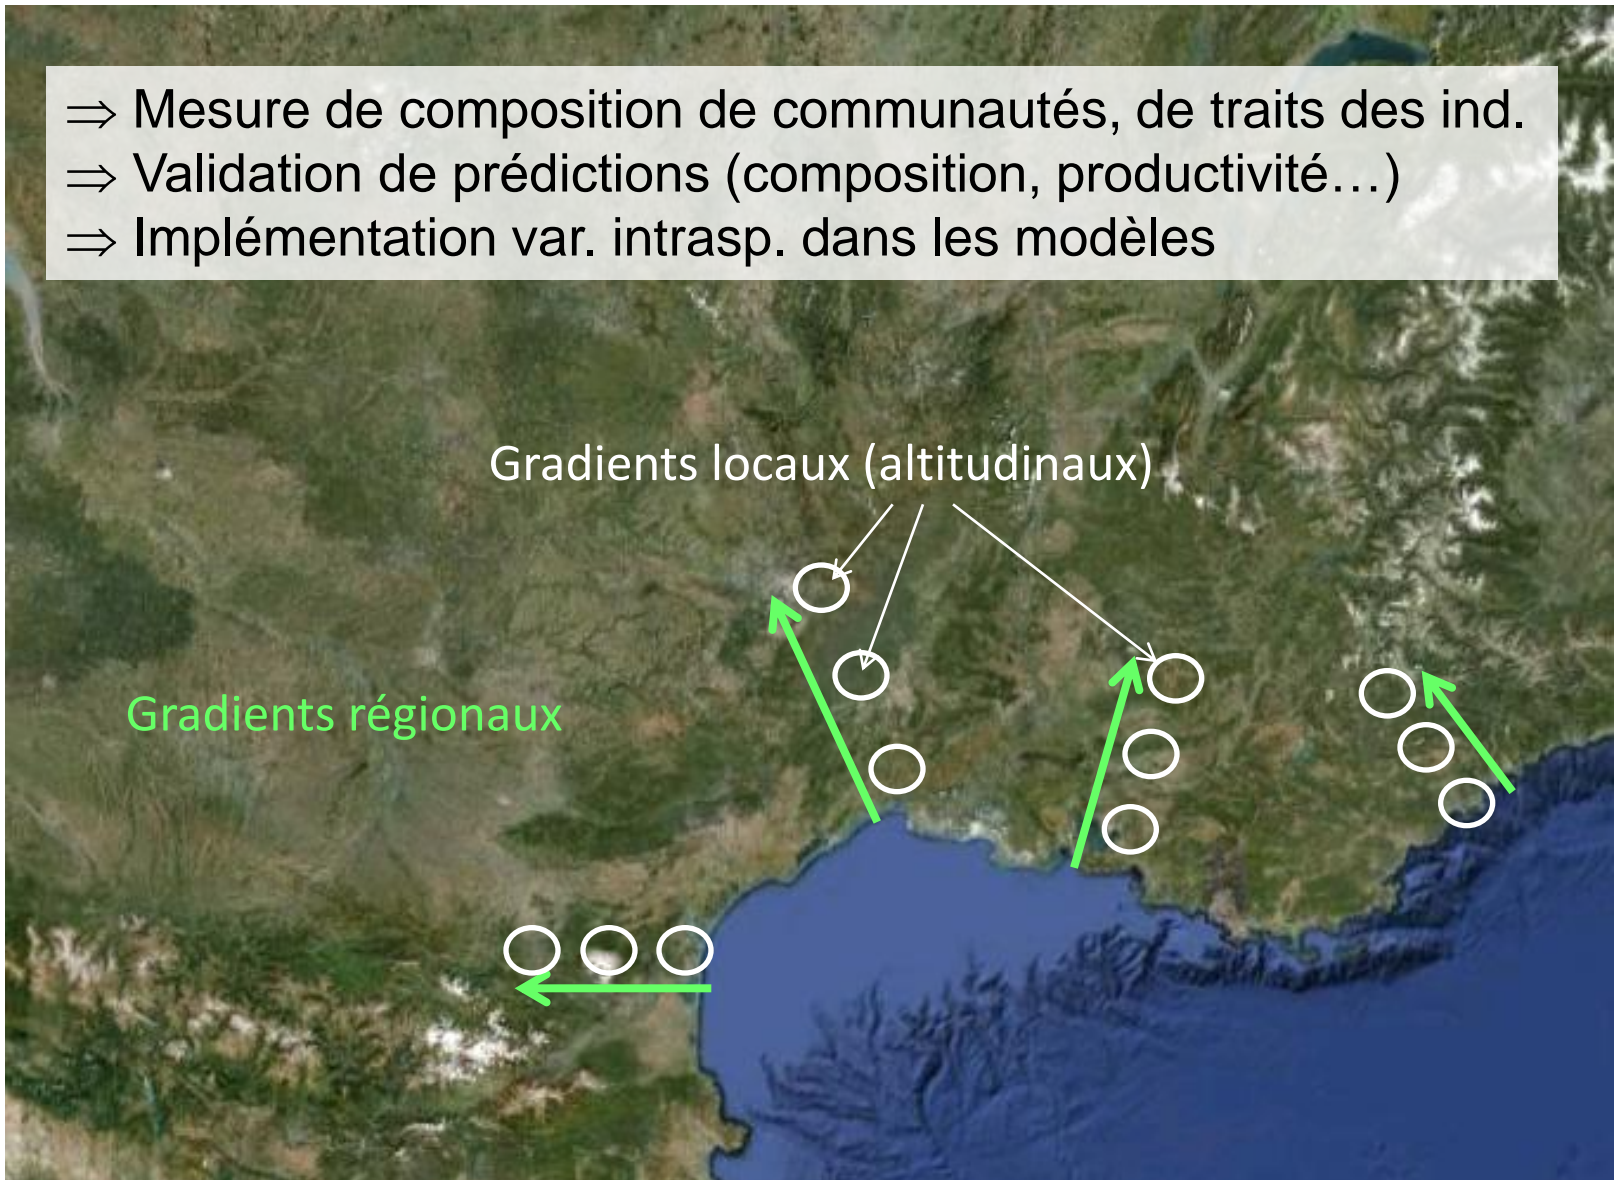 ⇒ Mesure de composition de communautés, de traits des ind.
⇒ Validation de prédictions (composition, productivité…)
⇒ Implémentation var. intrasp. dans les modèles
Gradients locaux (altitudinaux)
Gradients régionaux